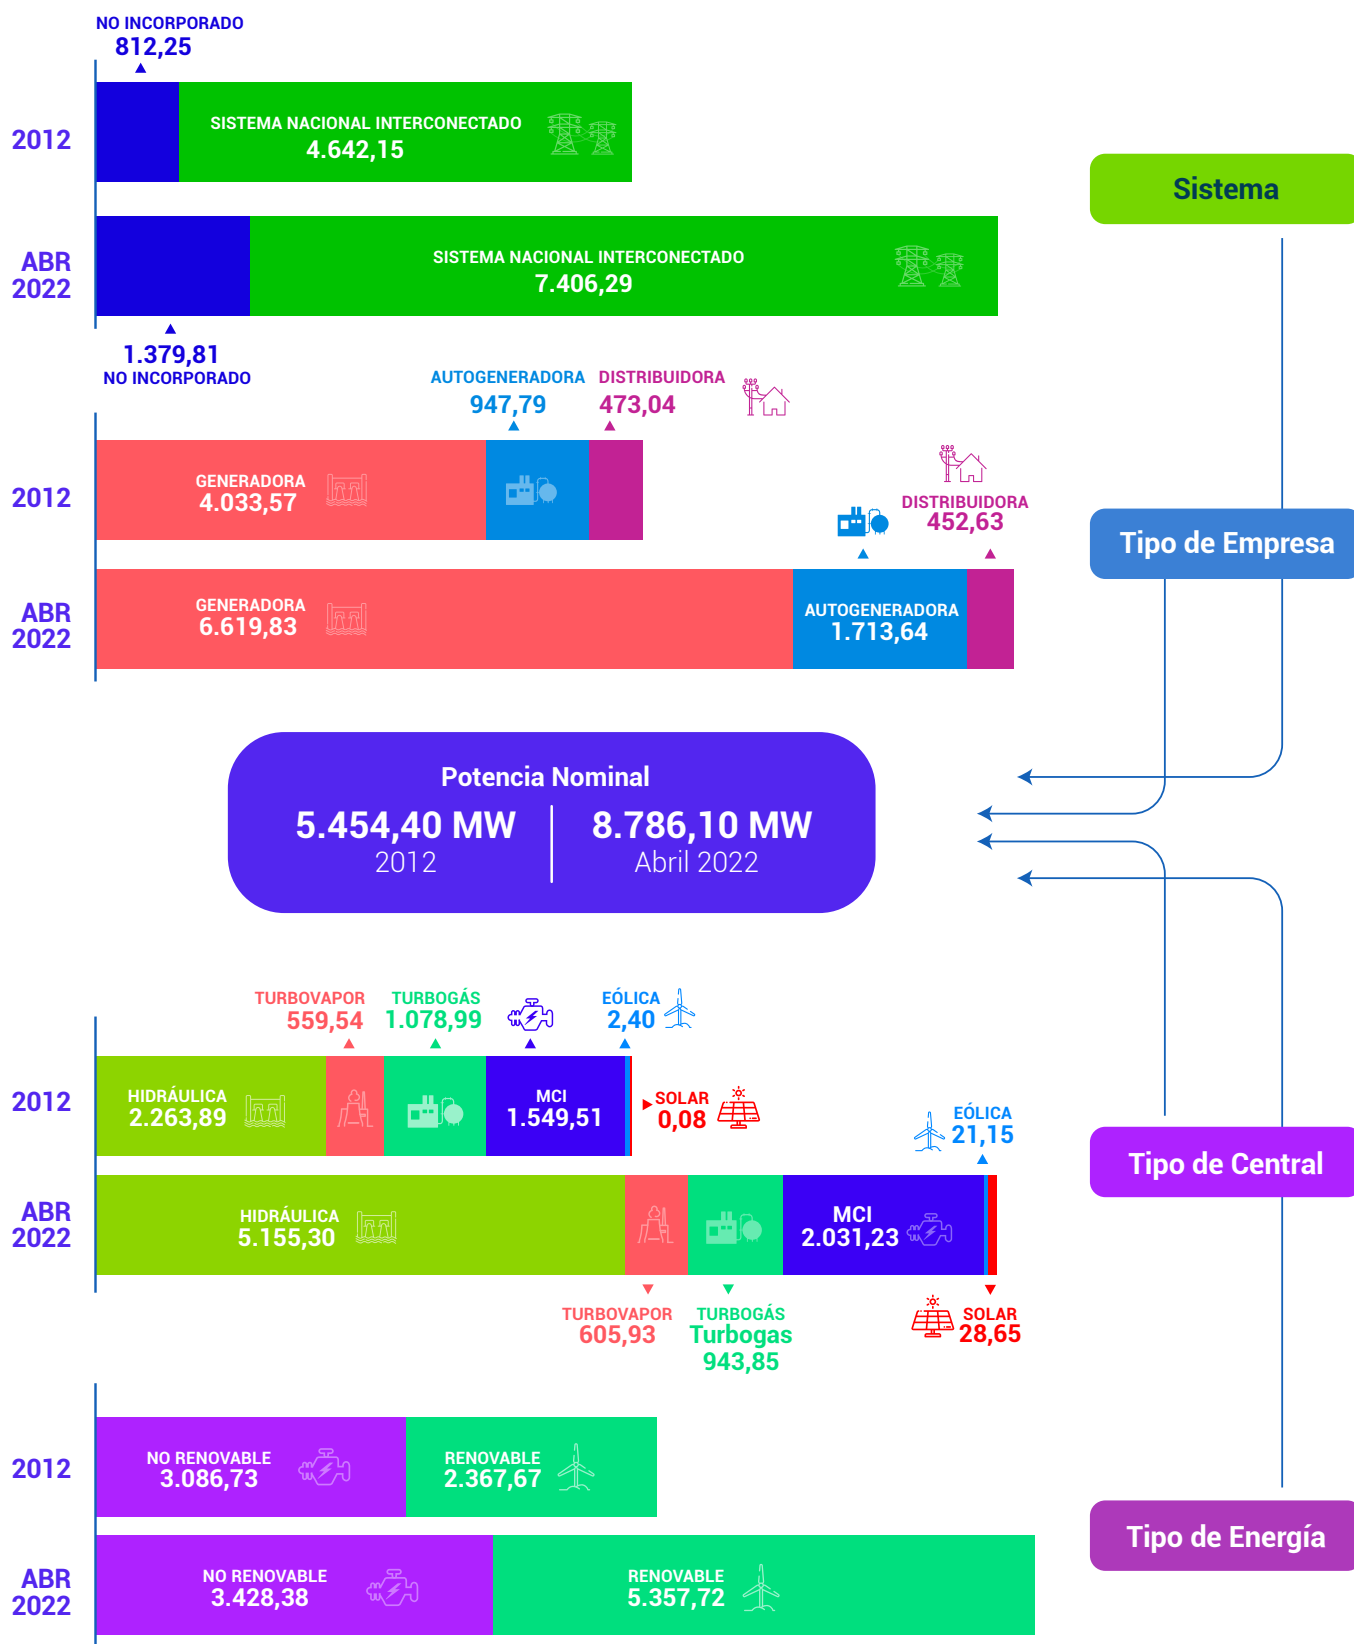 NO INCORPORADO
812,25
2012
SISTEMA NACIONAL INTERCONECTADO
4.642,15
Sistema
ABR
2022
SISTEMA NACIONAL INTERCONECTADO
7.406,29
1.379,81
NO INCORPORADO
AUTOGENERADORA
947,79
DISTRIBUIDORA
473,04
2012
GENERADORA
4.033,57
DISTRIBUIDORA
452,63
Tipo de Empresa
ABR
2022
GENERADORA
6.619,83
AUTOGENERADORA
1.713,64
Potencia Nominal
5.454,40 MW
2012
8.786,10 MW
Abril 2022
TURBOVAPOR
559,54
TURBOGÁS
1.078,99
EÓLICA
2,40
2012
HIDRÁULICA
2.263,89
MCI
1.549,51
SOLAR
0,08
EÓLICA
21,15
Tipo de Central
ABR
2022
HIDRÁULICA
5.155,30
MCI
2.031,23
TURBOVAPOR
605,93
TURBOGÁS
Turbogas
943,85
SOLAR
28,65
2012
NO RENOVABLE
3.086,73
RENOVABLE
2.367,67
Tipo de Energía
ABR
2022
NO RENOVABLE
3.428,38
RENOVABLE
5.357,72